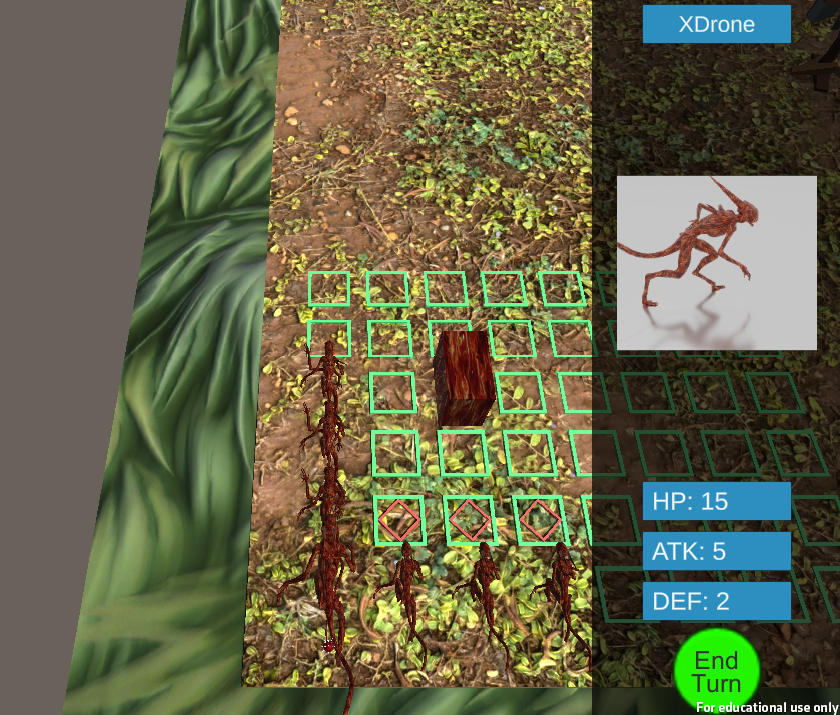 XDrone
HP: 15
ATK: 5
DEF: 2
End
Turn
For educational use only